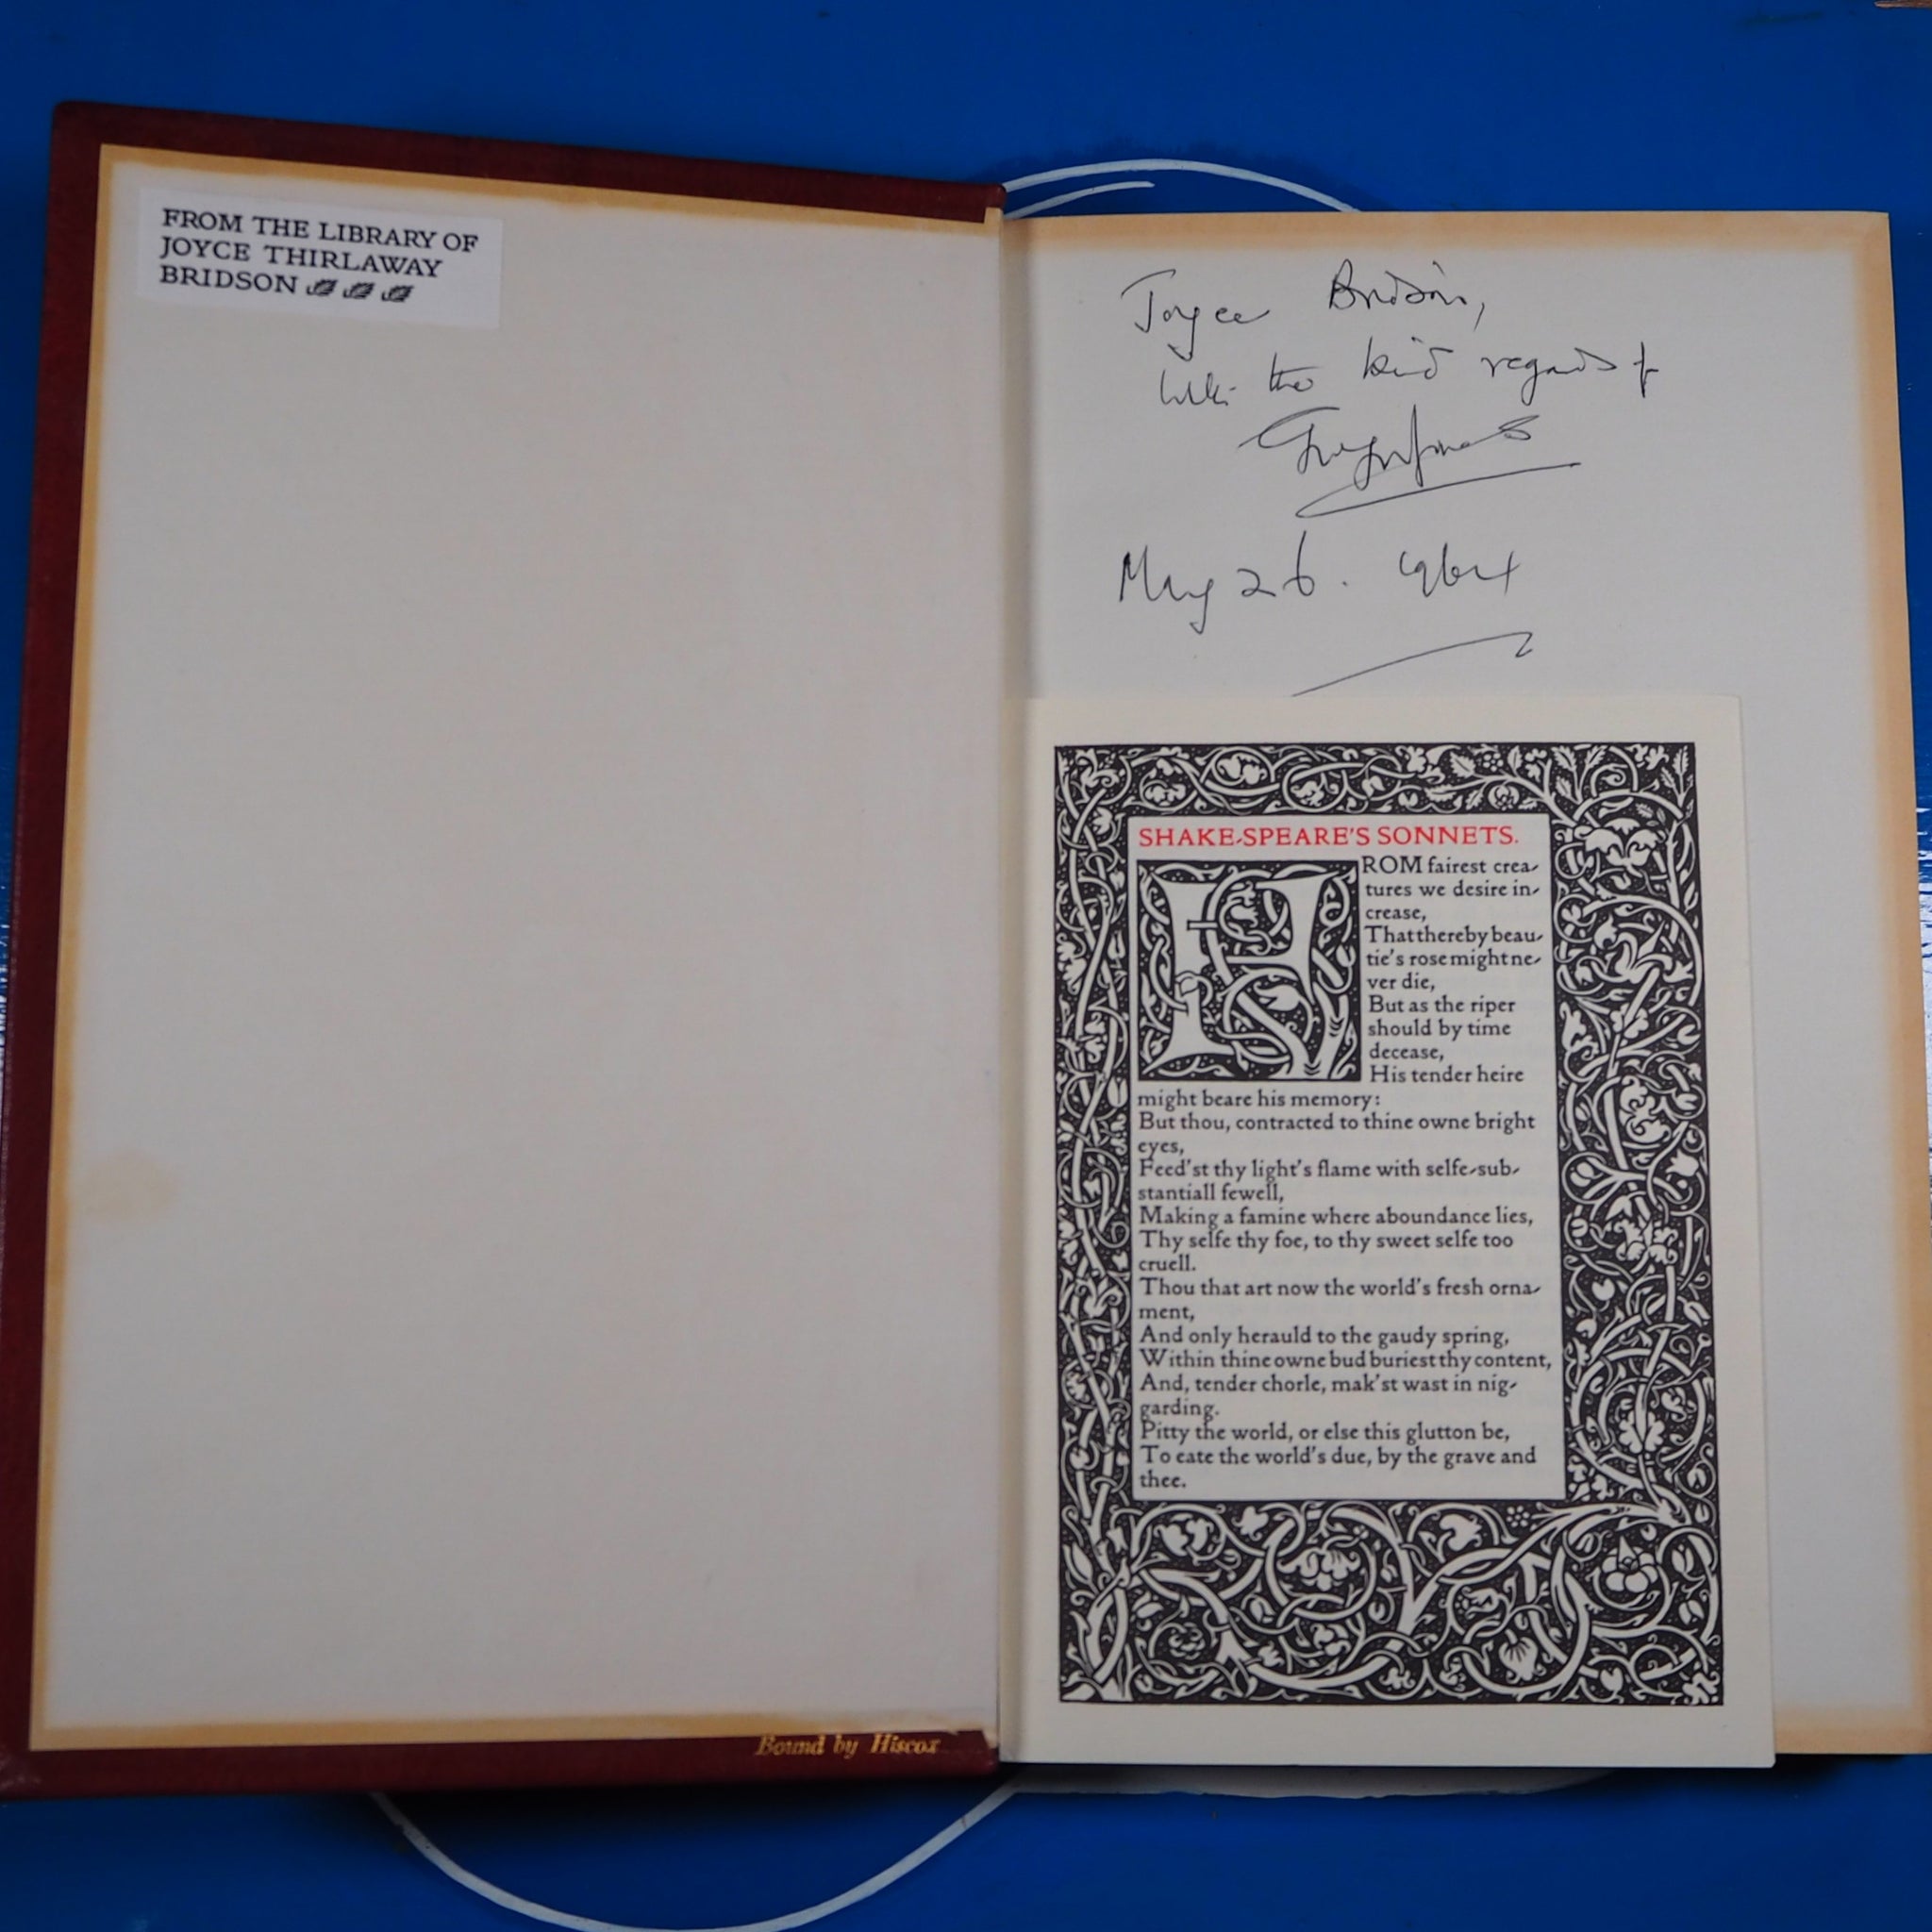 FROM THE LIBRARY OF
JOYCE THIRLAWAY
BRIDSON
Joyce Bridson,
With the kind regards of
May 26. 1964
SHAKE-SPEARE'S SONNETS.
FROM fairest crea-
tures we desire in-
crease,
That thereby beau-
tie's rose might ne-
ver die,
But as the riper
should by time
decease,
His tender heire
might beare his memory:
But thou, contracted to thine owne bright
eyes,
Feed'st thy light's flame with selfe-sub-
stantiall fewell,
Making a famine where aboundance lies,
Thy selfe thy foe, to thy sweet selfe too
cruell.
Thou that art now the world's fresh orna-
ment,
And only herauld to the gaudy spring,
Within thine owne bud buriest thy content,
And, tender chorle, mak'st wast in nig-
garding.
Pitty the world, or else this glutton be,
To eate the world's due, by the grave and
thee.
Bound by Hiscox